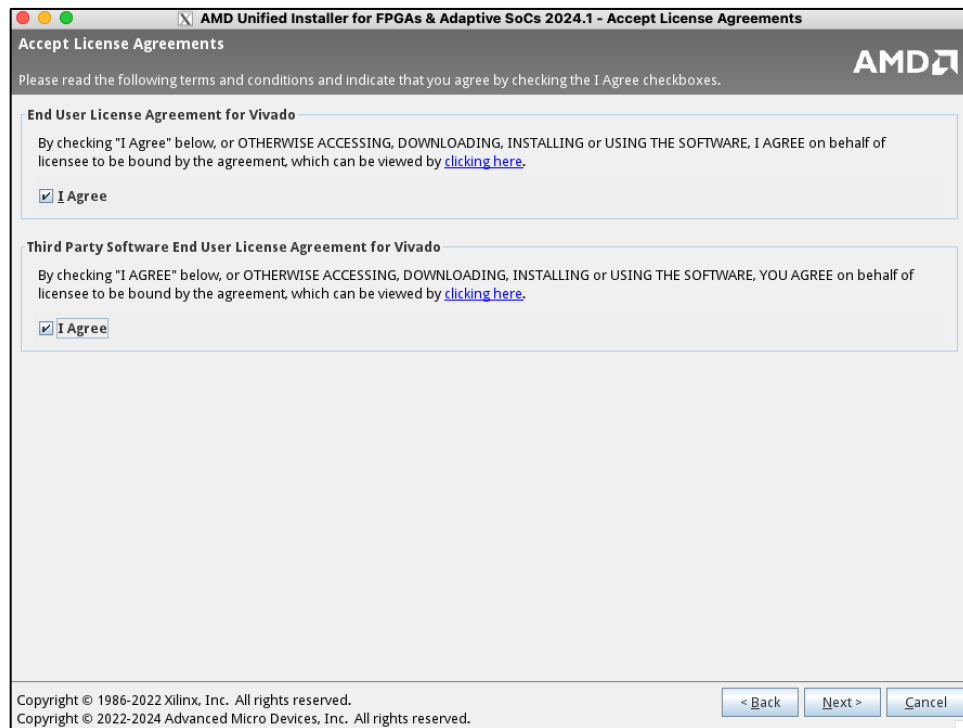 AMD Unified Installer for FPGAs & Adaptive SoCs 2024.1 - Accept License Agreements
Accept License Agreements
AMD
Please read the following terms and conditions and indicate that you agree by checking the I Agree checkboxes.
End User License Agreement for Vivado
By checking "I Agree" below, or OTHERWISE ACCESSING, DOWNLOADING, INSTALLING or USING THE SOFTWARE, I AGREE on behalf of
licensee to be bound by the agreement, which can be viewed by clicking here.
I Agree
Third Party Software End User License Agreement for Vivado
By checking "I AGREE" below, or OTHERWISE ACCESSING, DOWNLOADING, INSTALLING or USING THE SOFTWARE, YOU AGREE on behalf of
licensee to be bound by the agreement, which can be viewed by clicking here.
I Agree
Copyright © 1986-2022 Xilinx, Inc. All rights reserved.
Copyright © 2022-2024 Advanced Micro Devices, Inc. All rights reserved.
< Back Next > Cancel